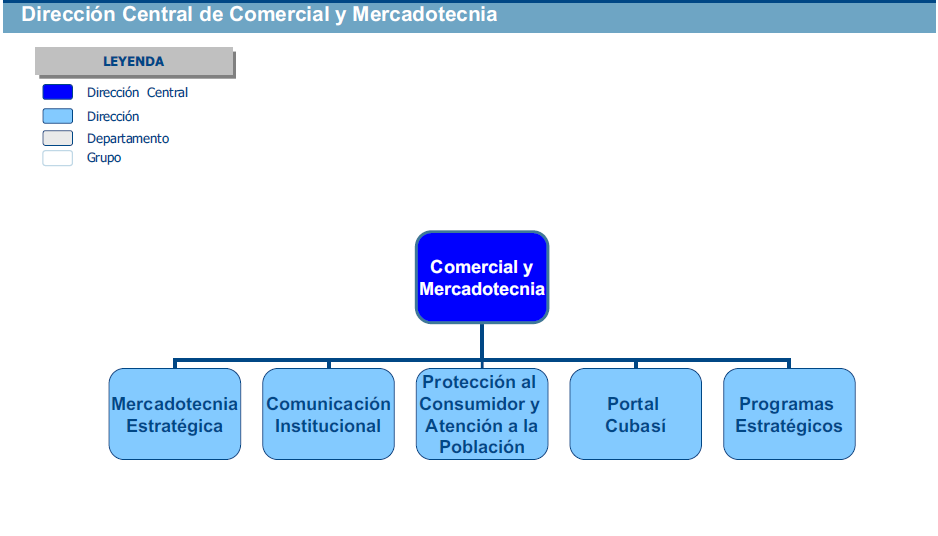 Dirección Central de Comercial y Mercadotecnia
LEYENDA
Dirección Central
Dirección
Departamento
Grupo
Comercial y
Mercadotecnia
Mercadotecnia
Estratégica
Comunicación
Institucional
Protección al
Consumidor y
Atención a la
Población
Portal
Cubasí
Programas
Estratégicos